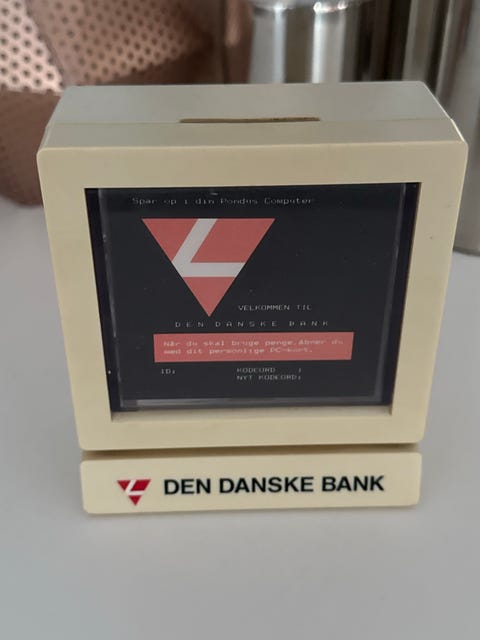 Spar op i din Pondus Computer
VELKOMMEN TIL
DEN DANSKE BANK
Når du skal bruge penge,åbner du
med dit personlige PC-kort.
ID:
KODEORD :
NYT KODEORD:
DEN DANSKE BANK